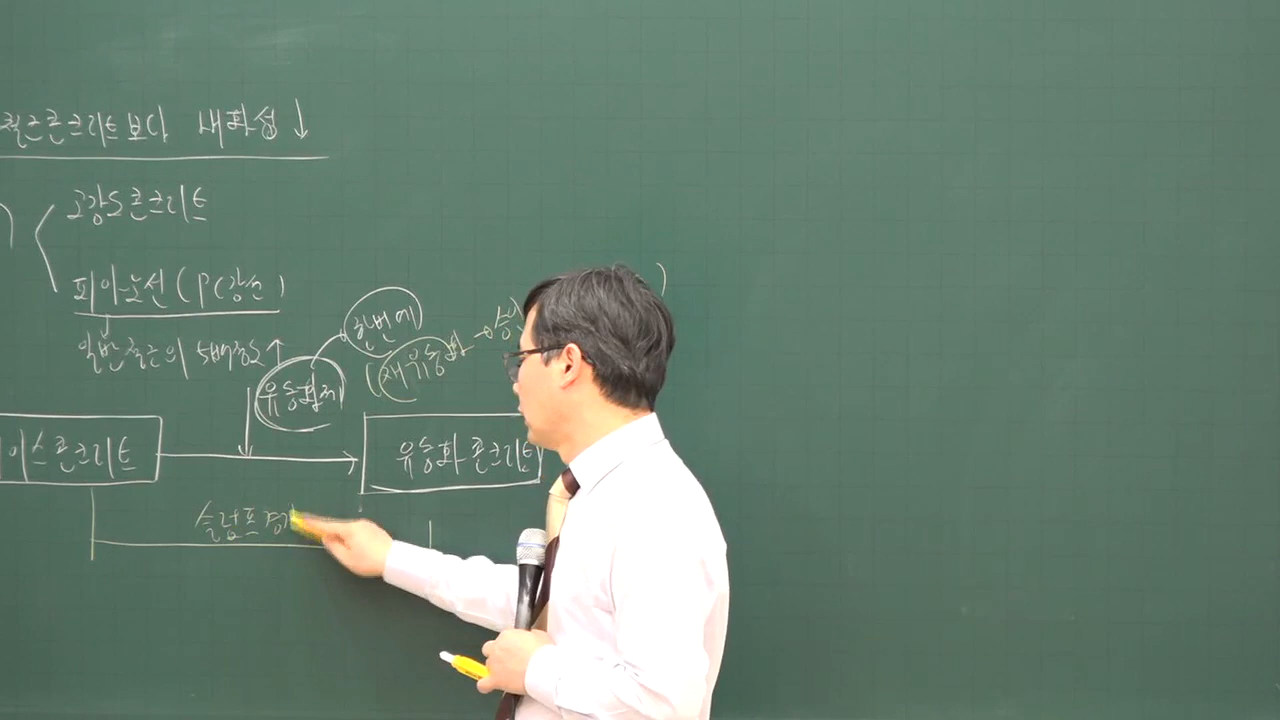 철근콘크리트보다 내화성↓
고강도콘크리트
피아노선(PC강선)
일반철근의 5배강도↑
한번에
(재유동화→
유동화제
이스콘크리트
유동화콘크리트
슬럼프